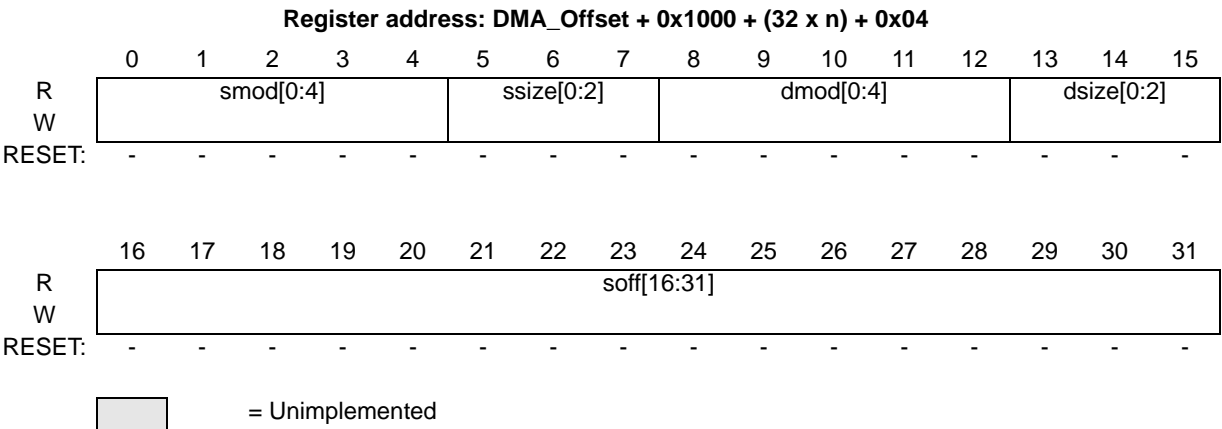 Register address: DMA_Offset + 0x1000 + (32 x n) + 0x04
0 1 2 3 4 5 6 7 8 9 10 11 12 13 14 15
R smod[0:4] ssize[0:2] dmod[0:4] dsize[0:2]
W
RESET: - - - - - - - - - - - - - - - -
16 17 18 19 20 21 22 23 24 25 26 27 28 29 30 31
R soff[16:31]
W
RESET: - - - - - - - - - - - - - - - -
= Unimplemented